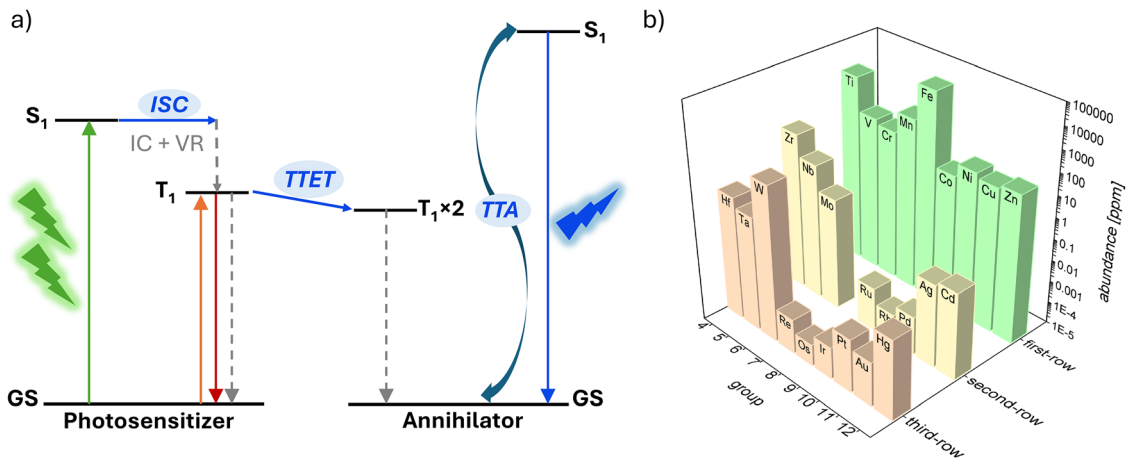 a)
S1
ISC
IC + VR
T1
TTET
T1×2
TTA
S1
GS
GS
Photosensitizer
Annihilator
b)
Ti
V
Cr
Mn
Fe
Co
Ni
Cu
Zn
Zr
Nb
Mo
Ru
Rh
Pd
Ag
Cd
Hf
Ta
W
Re
Os
Ir
Pt
Au
Hg
100000
10000
1000
100
10
1
0.1
0.01
0.001
1E-4
1E-5
abundance [ppm]
4
5
6
7
8
9
10
11
12
group
first-row
second-row
third-row